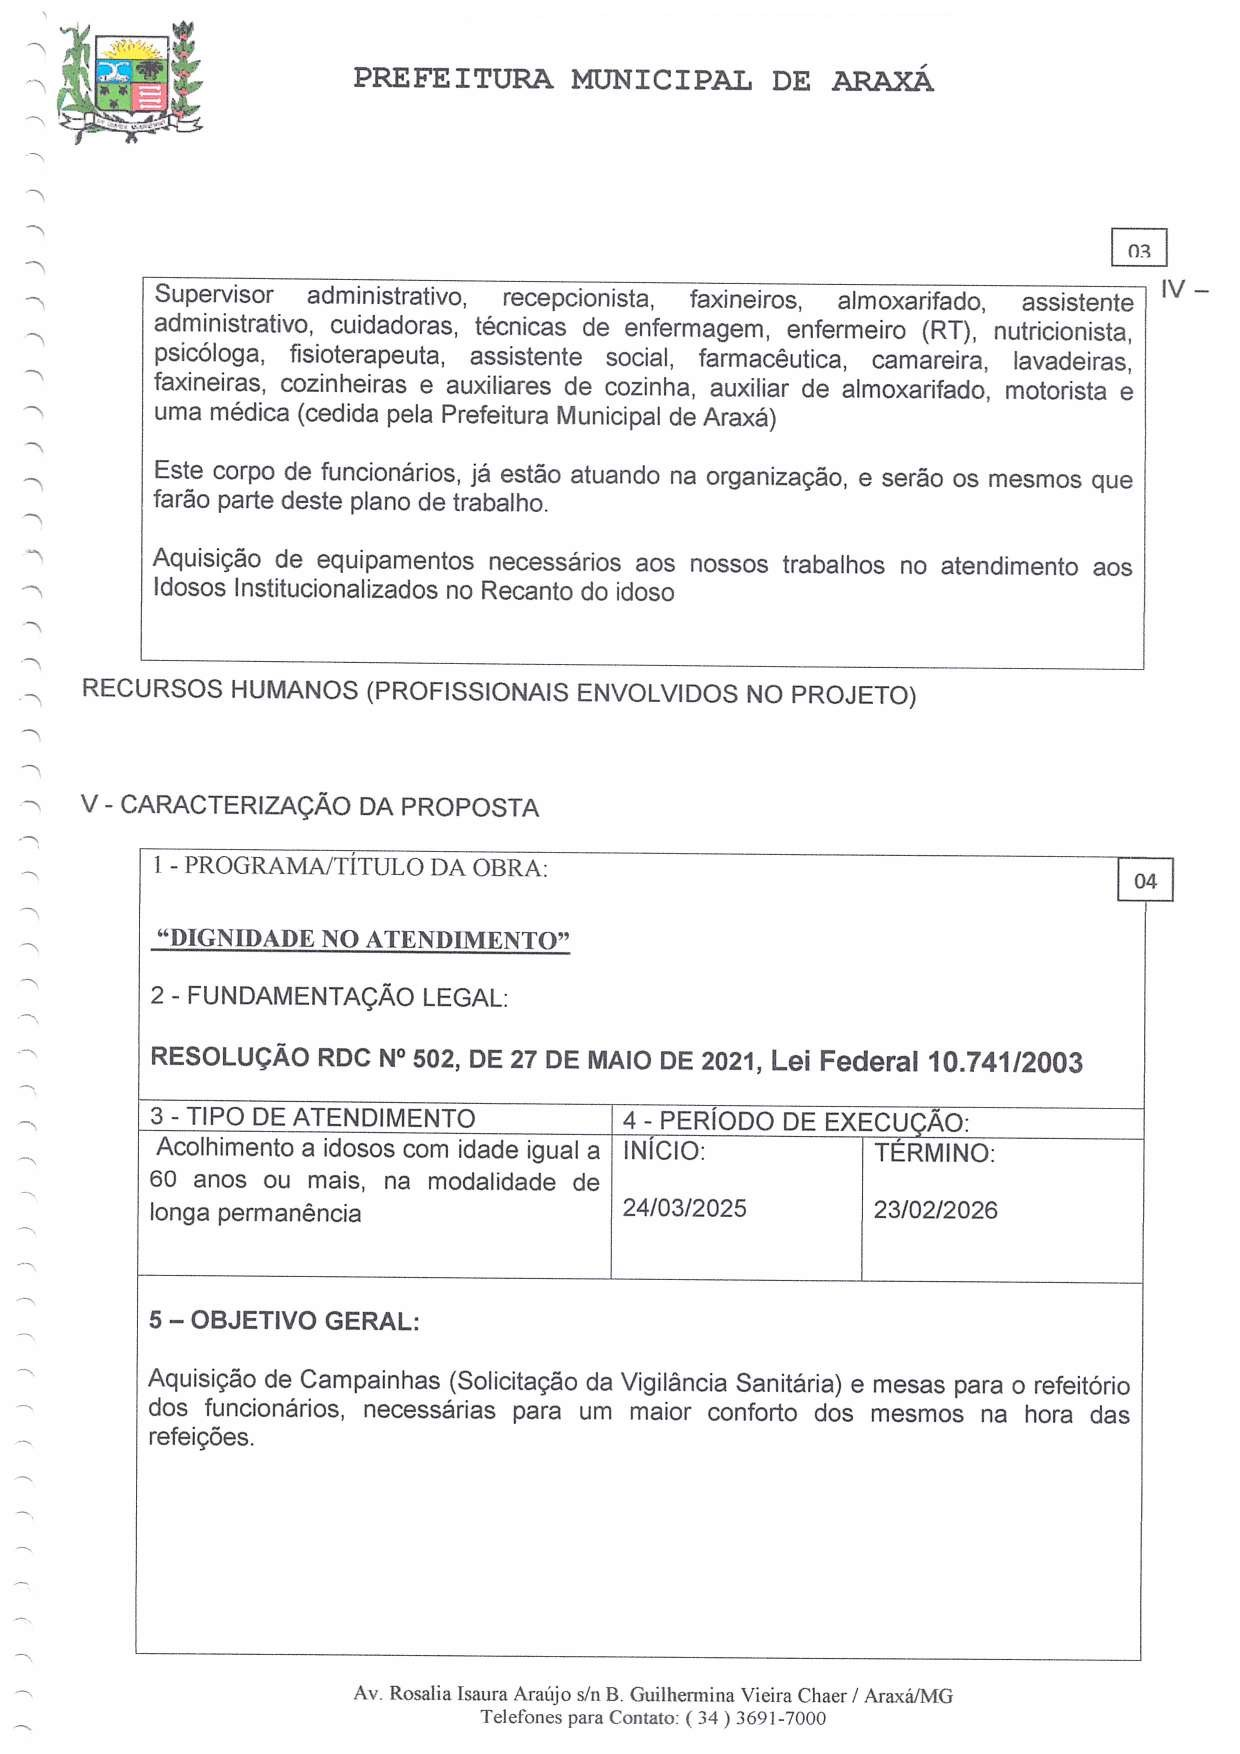 PREFEITURA MUNICIPAL DE ARAXÁ
03
IV –
Supervisor administrativo, recepcionista, faxineiros, almoxarifado, assistente
administrativo, cuidadoras, técnicas de enfermagem, enfermeiro (RT), nutricionista,
psicóloga, fisioterapeuta, assistente social, farmacêutica, camareira, lavadeiras,
faxineiras, cozinheiras e auxiliares de cozinha, auxiliar de almoxarifado, motorista e
uma médica (cedida pela Prefeitura Municipal de Araxá)
Este corpo de funcionários, já estão atuando na organização, e serão os mesmos que
farão parte deste plano de trabalho.
Aquisição de equipamentos necessários aos nossos trabalhos no atendimento aos
Idosos Institucionalizados no Recanto do idoso
RECURSOS HUMANOS (PROFISSIONAIS ENVOLVIDOS NO PROJETO)
V - CARACTERIZAÇÃO DA PROPOSTA
1 - PROGRAMA/TÍTULO DA OBRA:
04
“DIGNIDADE NO ATENDIMENTO”
2 - FUNDAMENTAÇÃO LEGAL:
RESOLUÇÃO RDC Nº 502, DE 27 DE MAIO DE 2021, Lei Federal 10.741/2003
3 - TIPO DE ATENDIMENTO
4 - PERÍODO DE EXECUÇÃO:
Acolhimento a idosos com idade igual a
60 anos ou mais, na modalidade de
longa permanência
INÍCIO:
24/03/2025
TÉRMINO:
23/02/2026
5 – OBJETIVO GERAL:
Aquisição de Campainhas (Solicitação da Vigilância Sanitária) e mesas para o refeitório
dos funcionários, necessárias para um maior conforto dos mesmos na hora das
refeições.
Av. Rosalia Isaura Araújo s/n B. Guilhermina Vieira Chaer / Araxá/MG
Telefones para Contato: ( 34 ) 3691-7000